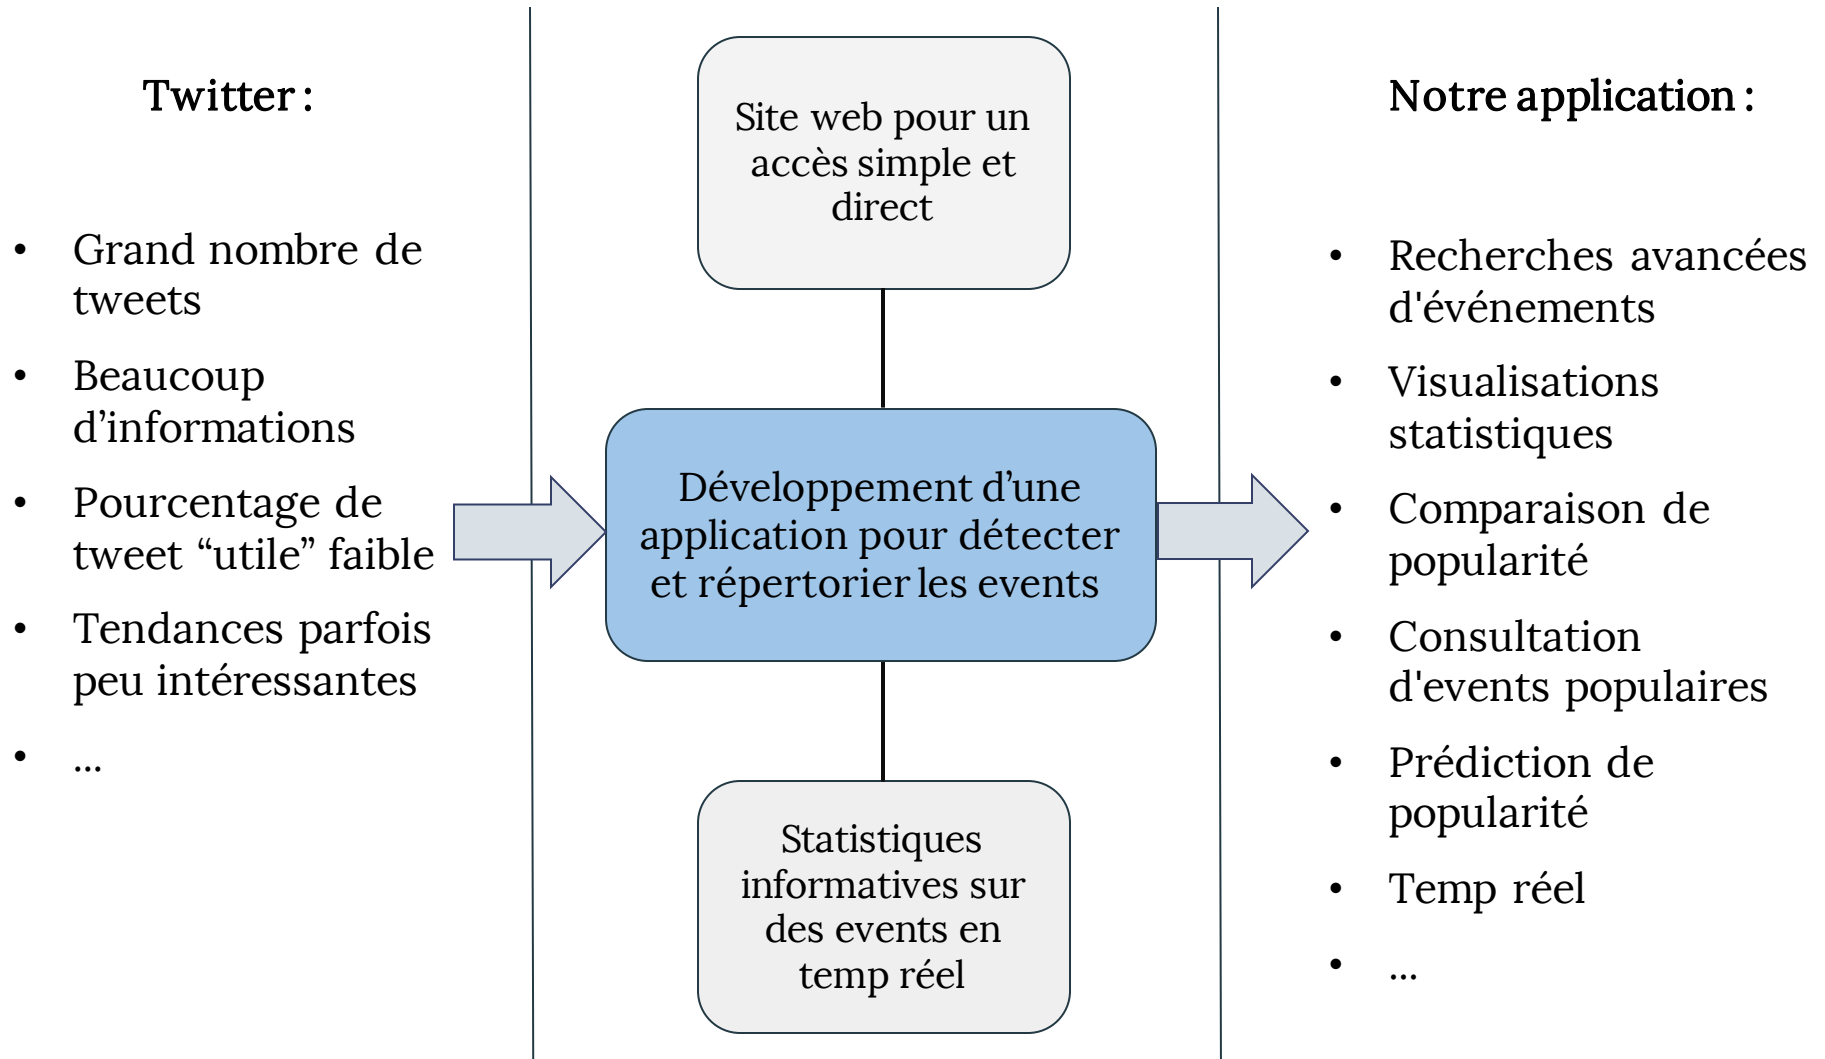 Twitter :
• Grand nombre de
tweets
• Beaucoup
d’informations
• Pourcentage de
tweet “utile” faible
• Tendances parfois
peu intéressantes
• ...
Site web pour un
accès simple et
direct
Développement d’une
application pour détecter
et répertorier les events
Statistiques
informatives sur
des events en
temp réel
Notre application :
• Recherches avancées
d'événements
• Visualisations
statistiques
• Comparaison de
popularité
• Consultation
d'events populaires
• Prédiction de
popularité
• Temp réel
• ...